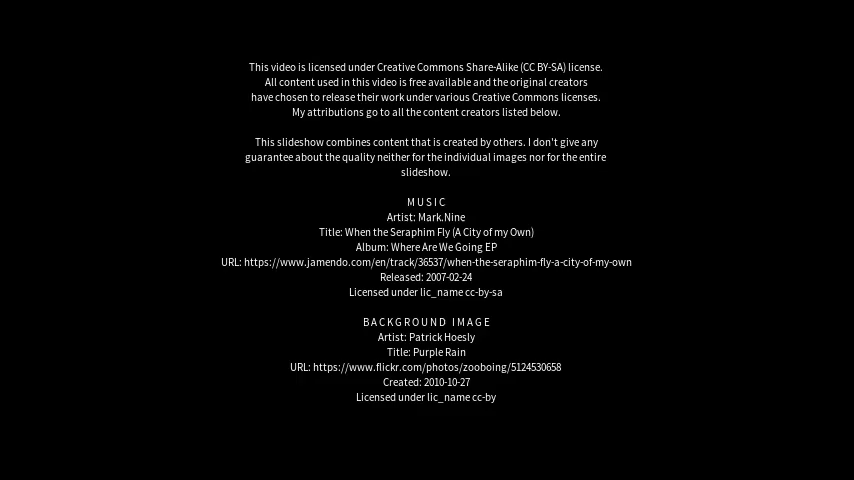 This video is licensed under Creative Commons Share-Alike (CC BY-SA) license.
All content used in this video is free available and the original creators
have chosen to release their work under various Creative Commons licenses.
My attributions go to all the content creators listed below.
This slideshow combines content that is created by others. I don't give any
guarantee about the quality neither for the individual images nor for the entire
slideshow.
MUSIC
Artist: Mark.Nine
Title: When the Seraphim Fly (A City of my Own)
Album: Where Are We Going EP
URL: https://www.jamendo.com/en/track/36537/when-the-seraphim-fly-a-city-of-my-own
Released: 2007-02-24
Licensed under lic_name cc-by-sa
BACKGROUND IMAGE
Artist: Patrick Hoesly
Title: Purple Rain
URL: https://www.flickr.com/photos/zooboing/5124530658
Created: 2010-10-27
Licensed under lic_name cc-by